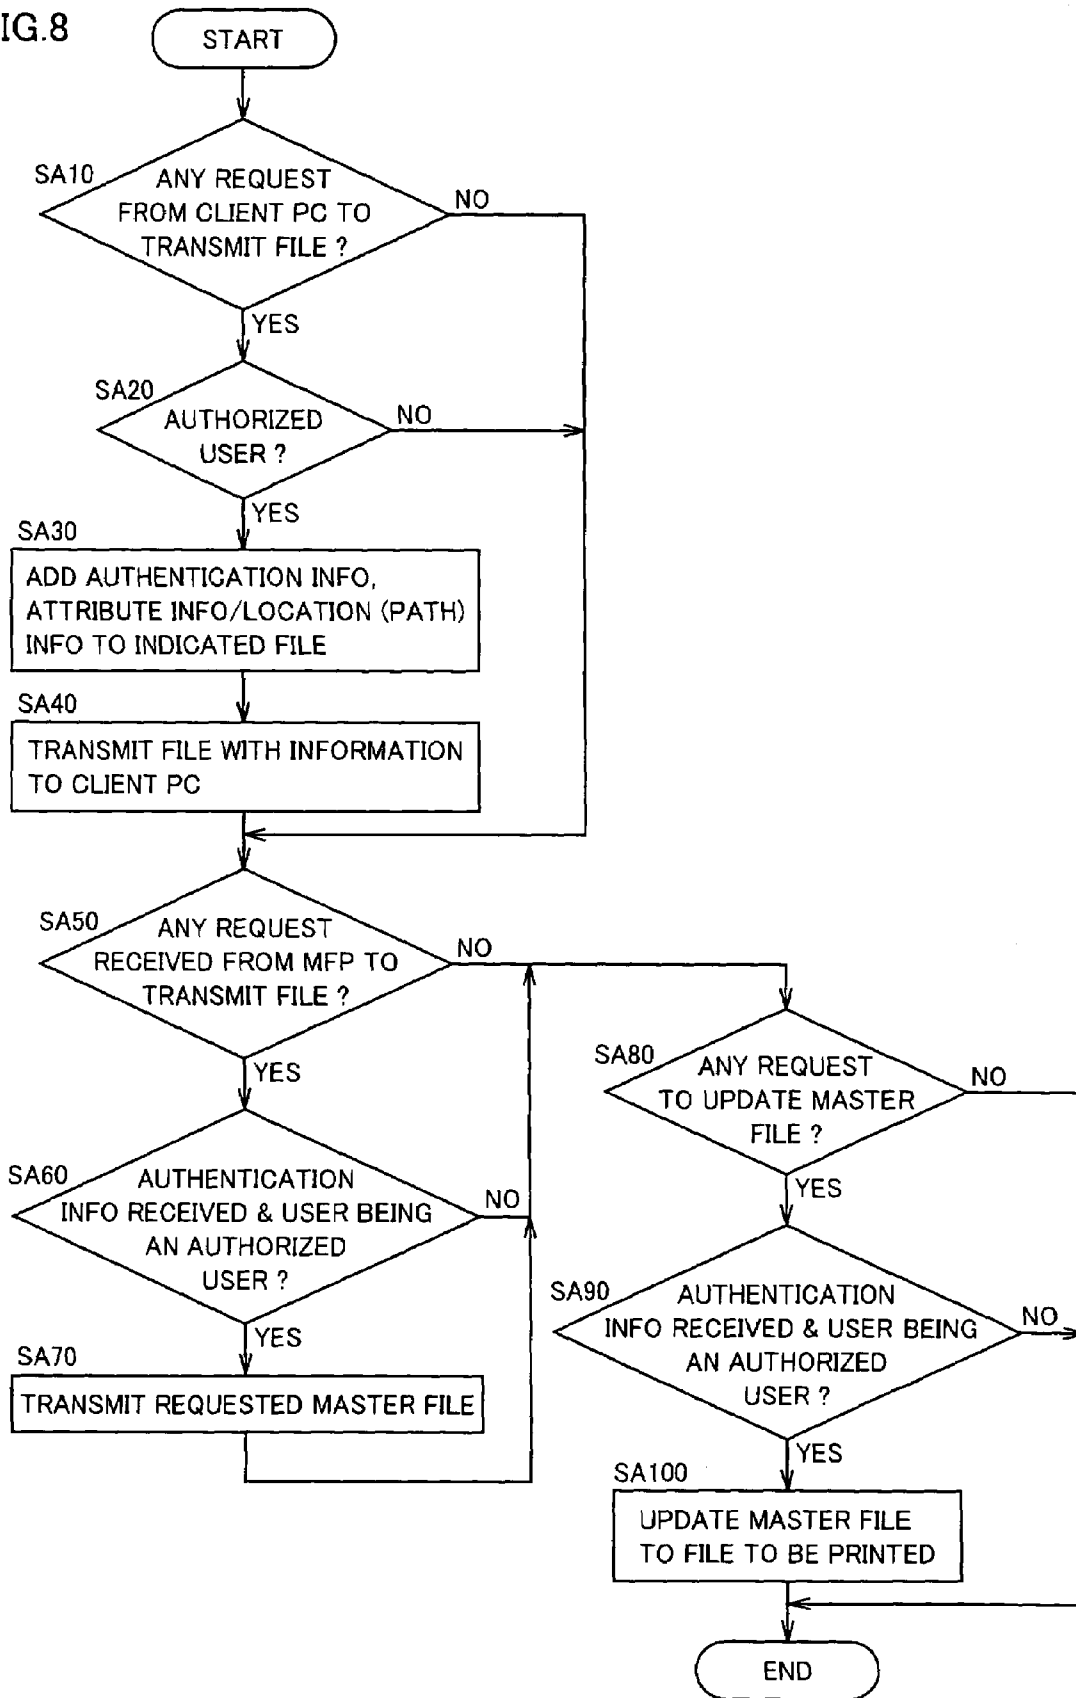 IG.8
START
SA10
ANY REQUEST
FROM CLIENT PC TO
TRANSMIT FILE ?
NO
YES
SA20
AUTHORIZED
USER ?
NO
YES
SA30
ADD AUTHENTICATION INFO,
ATTRIBUTE INFO/LOCATION (PATH)
INFO TO INDICATED FILE
SA40
TRANSMIT FILE WITH INFORMATION
TO CLIENT PC
SA50
ANY REQUEST
RECEIVED FROM MFP TO
TRANSMIT FILE ?
NO
YES
SA60
AUTHENTICATION
INFO RECEIVED & USER BEING
AN AUTHORIZED
USER ?
NO
YES
SA70
TRANSMIT REQUESTED MASTER FILE
SA80
ANY REQUEST
TO UPDATE MASTER
FILE ?
NO
YES
SA90
AUTHENTICATION
INFO RECEIVED & USER BEING
AN AUTHORIZED
USER ?
NO
YES
SA100
UPDATE MASTER FILE
TO FILE TO BE PRINTED
END